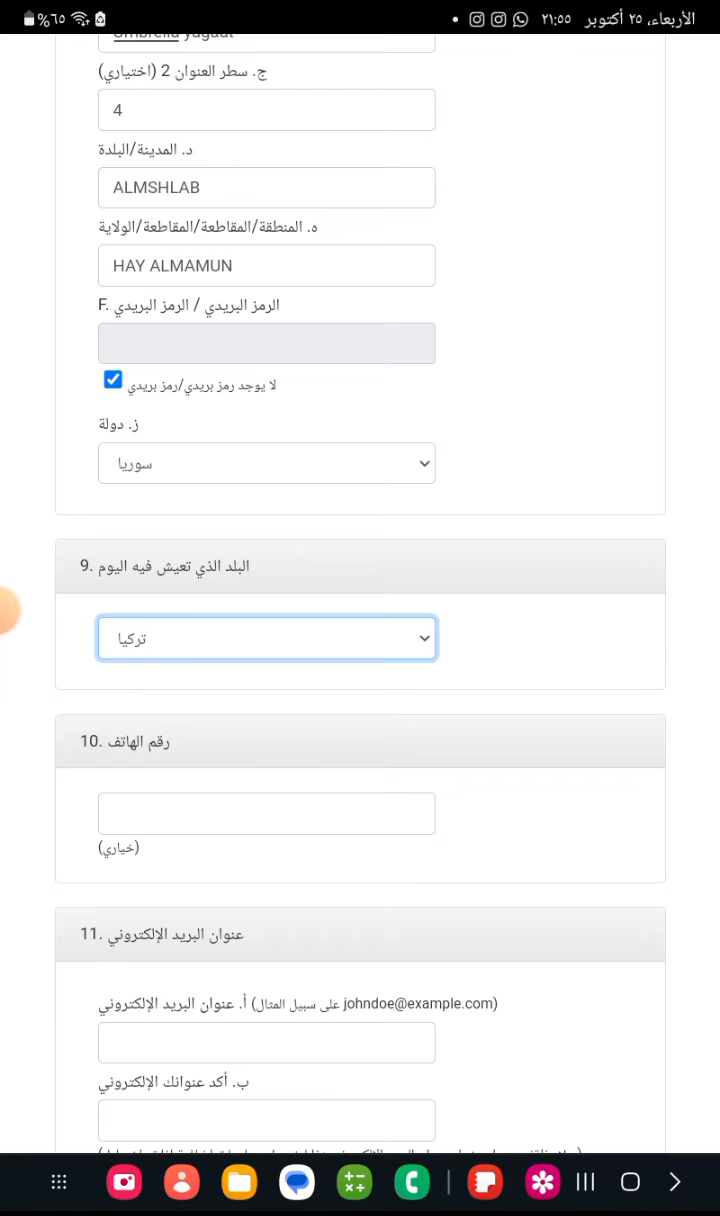 الأربعاء، ٢٥ أكتوبر ٢١:٥٥
%٦٥
Umbrella yagaat
ج. سطر العنوان 2 (اختياري)
4
د. المدينة/البلدة
ALMSHLAB
ه. المنطقة/المقاطعة/المقاطعة/الولاية
HAY ALMAMUN
F. الرمز البريدي / الرمز البريدي
لا يوجد رمز بريدي/رمز بريدي
ز. دولة
سوريا
9. البلد الذي تعيش فيه اليوم
تركيا
10. رقم الهاتف
(خياري)
11. عنوان البريد الإلكتروني
أ. عنوان البريد الإلكتروني (على سبيل المثال johndoe@example.com)
ب. أكد عنوانك الإلكتروني